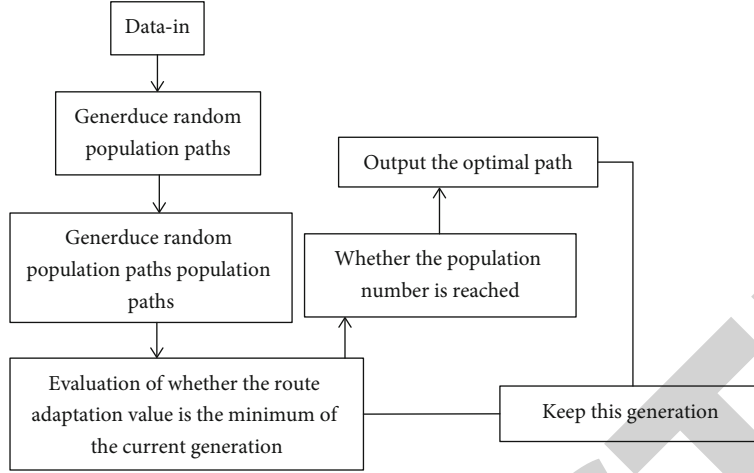 Data-in
Generduce random
population paths
Generduce random
population paths population
paths
Evaluation of whether the route
adaptation value is the minimum of
the current generation
Output the optimal path
Whether the population
number is reached
Keep this generation